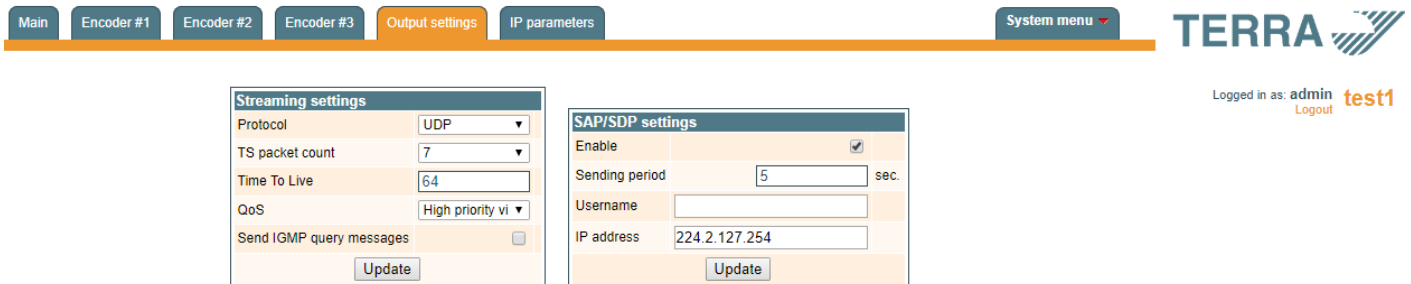 Main Encoder #1 Encoder #2 Encoder #3 Output settings IP parameters System menu
TERRA
Logged in as: admin test1
Logout
Streaming settings
Protocol UDP
TS packet count 7
Time To Live 64
QoS High priority vi
Send IGMP query messages
Update
SAP/SDP settings
Enable
Sending period 5 sec.
Username
IP address 224.2.127.254
Update